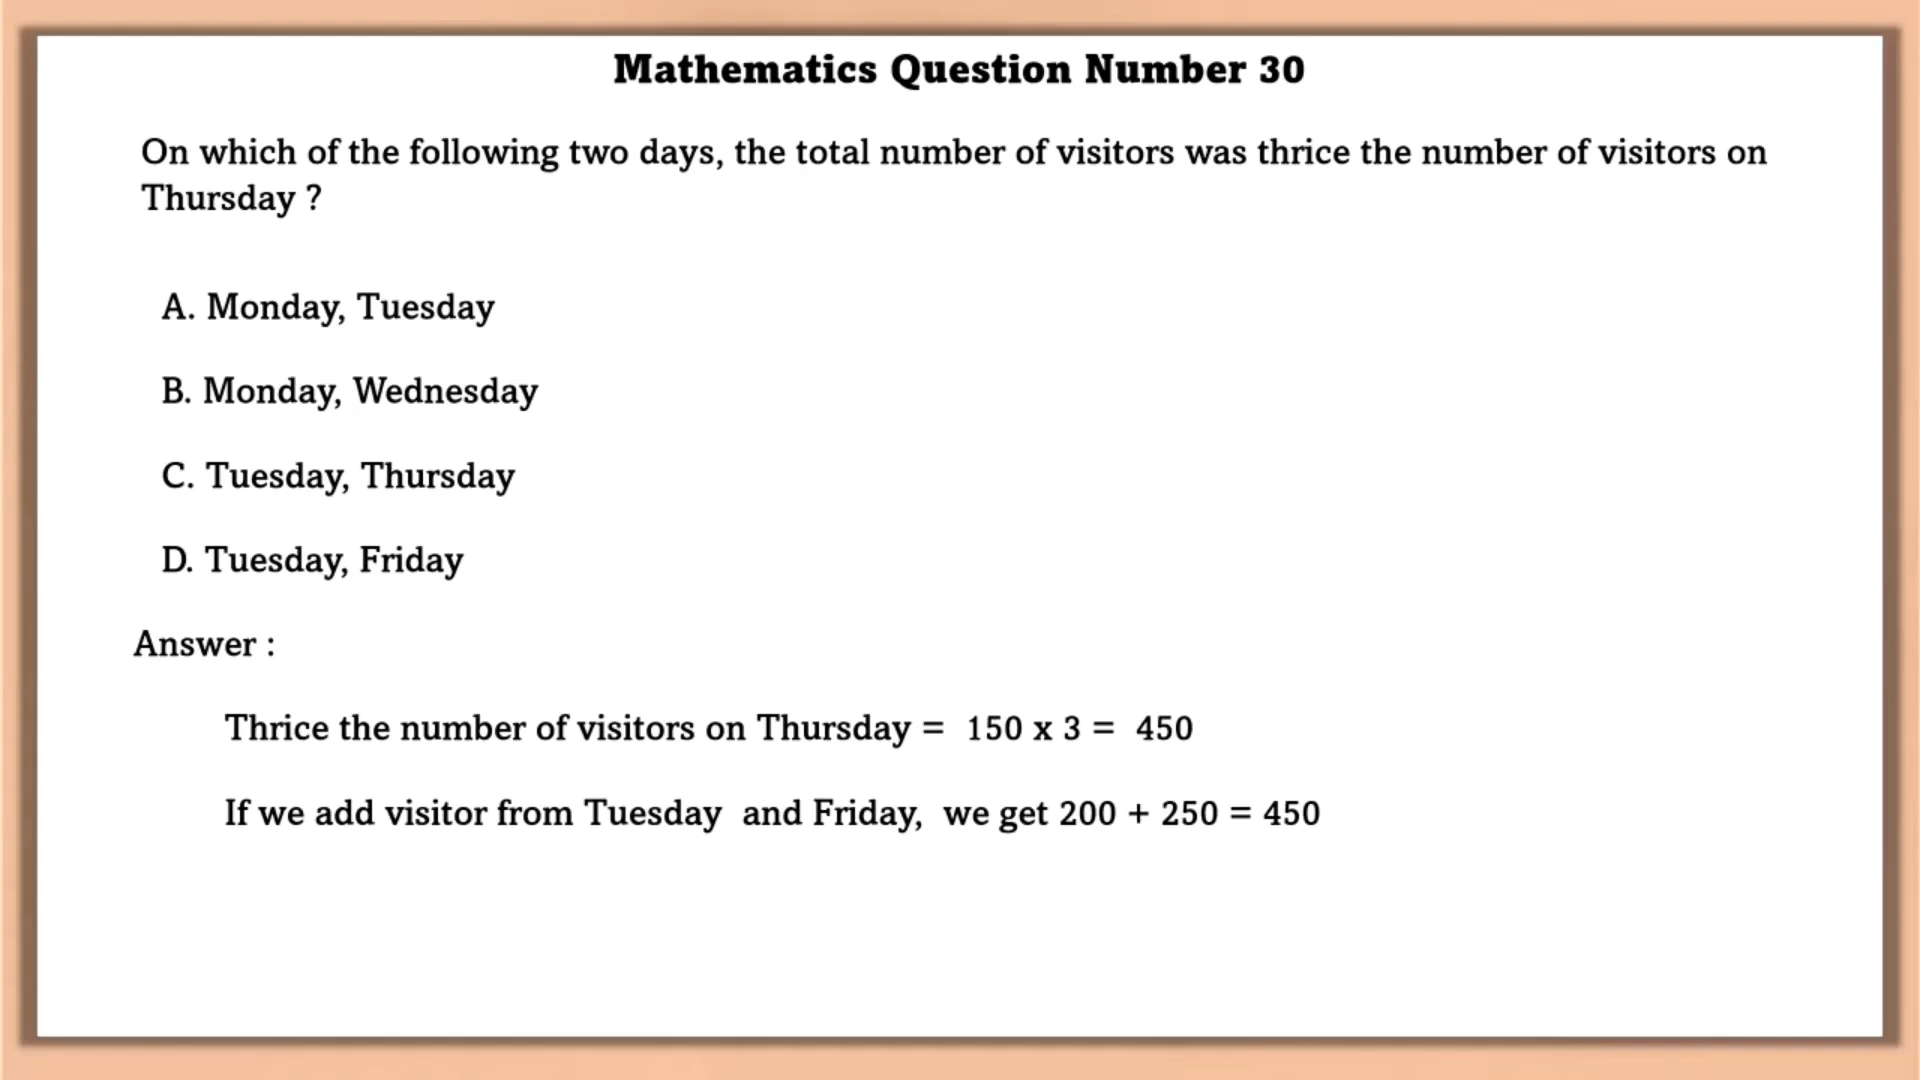 Mathematics Question Number 30
On which of the following two days, the total number of visitors was thrice the number of visitors on
Thursday ?
A. Monday, Tuesday
B. Monday, Wednesday
C. Tuesday, Thursday
D. Tuesday, Friday
Answer :
Thrice the number of visitors on Thursday = 150 x 3 = 450
If we add visitor from Tuesday and Friday, we get 200 + 250 = 450